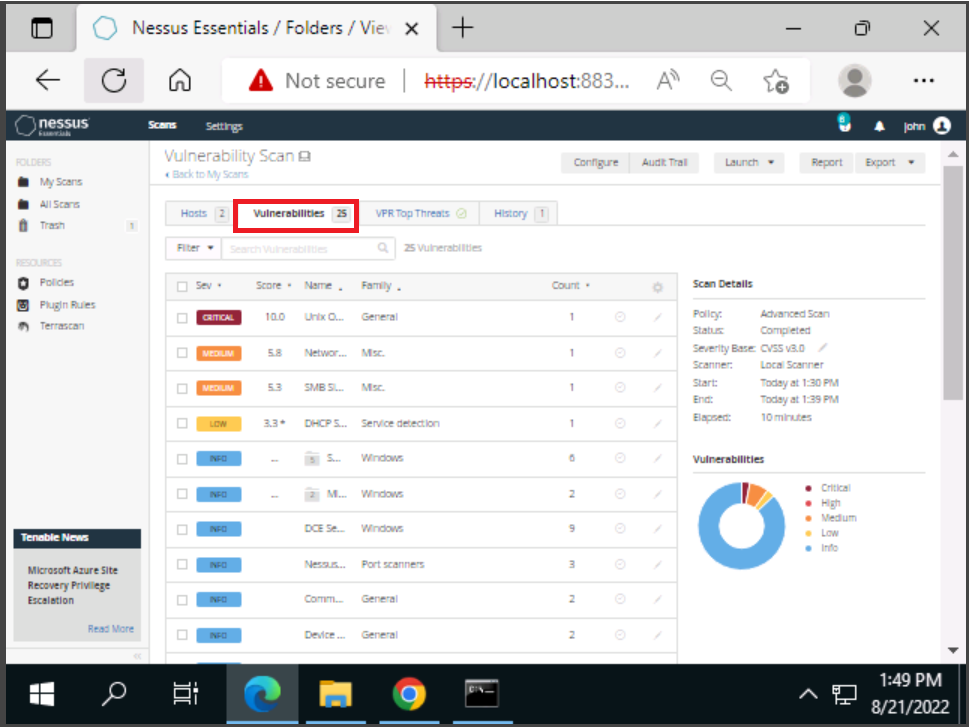 Nessus Essentials / Folders / Vie
Not secure | https://localhost:883...
nessus Essentials Scans Settings 6 john
FOLDERS
My Scans
All Scans
Trash 1
RESOURCES
Policies
Plugin Rules
Terrascan
Tenable News
Microsoft Azure Site
Recovery Privilege
Escalation
Read More
Vulnerability Scan
Back to My Scans
Configure Audit Trail Launch Report Export
Hosts 2 Vulnerabilities 25 VPR Top Threats History 1
Filter Search Vulnerabilities 25 Vulnerabilities
Sev Score Name Family Count
CRITICAL 10.0 Unix O... General 1
MEDIUM 5.8 Networ... Misc. 1
MEDIUM 5.3 SMB Si... Misc. 1
LOW 3.3 * DHCP S... Service detection 1
INFO ... 5 S... Windows 6
INFO ... 2 Mi... Windows 2
INFO DCE Se... Windows 9
INFO Nessus... Port scanners 3
INFO Comm... General 2
INFO Device ... General 2
Scan Details
Policy: Advanced Scan
Status: Completed
Severity Base: CVSS v3.0
Scanner: Local Scanner
Start: Today at 1:30 PM
End: Today at 1:39 PM
Elapsed: 10 minutes
Vulnerabilities
Critical
High
Medium
Low
Info
1:49 PM
8/21/2022